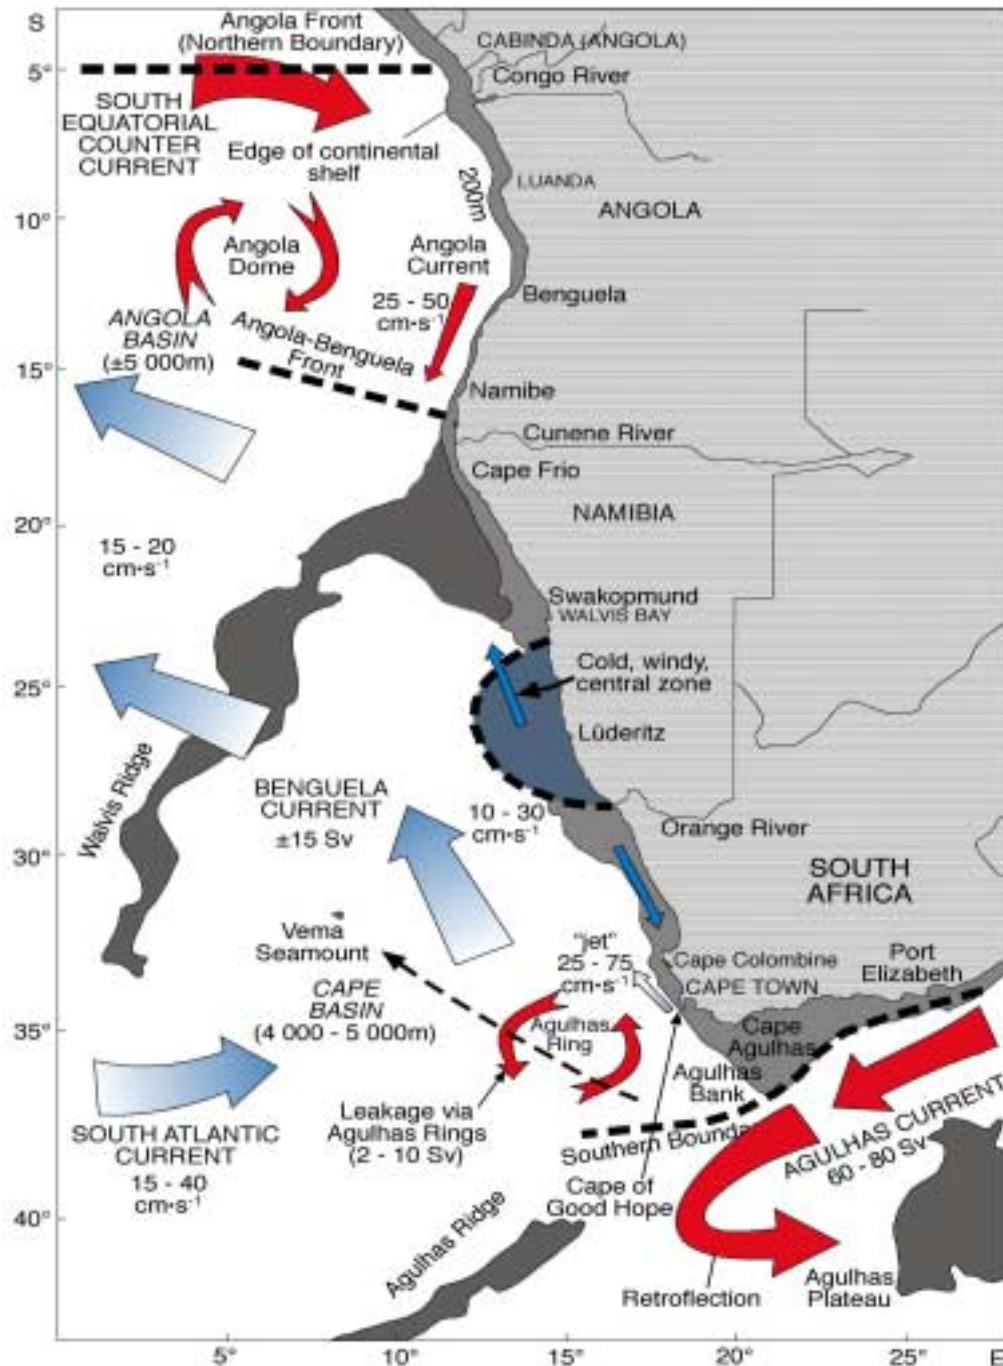 S
Angola Front
(Northern Boundary)
CABINDA (ANGOLA)
5°
Congo River
SOUTH
EQUATORIAL
COUNTER
CURRENT
Edge of continental
shelf
200m
LUANDA
ANGOLA
10°
Angola
Dome
Angola
Current
25 - 50
cm•s⁻¹
Benguela
ANGOLA
BASIN
(±5 000m)
Angola-Benguela
Front
15°
Namibe
Cunene River
Cape Frio
NAMIBIA
20°
15 - 20
cm•s⁻¹
Swakopmund
WALVIS BAY
Cold, windy,
central zone
25°
Lüderitz
Walvis Ridge
BENGUELA
CURRENT
±15 Sv
10 - 30
cm•s⁻¹
Orange River
30°
SOUTH
AFRICA
Vema
Seamount
"jet"
25 - 75
cm•s⁻¹
Cape Colombine
CAPE TOWN
Port
Elizabeth
CAPE
BASIN
(4 000 - 5 000m)
35°
Agulhas
Ring
Cape
Agulhas
Agulhas
Bank
Leakage via
Agulhas Rings
(2 - 10 Sv)
SOUTH ATLANTIC
CURRENT
15 - 40
cm•s⁻¹
Southern Bounda
AGULHAS CURRENT
60 - 80 Sv
Cape of
Good Hope
40°
Agulhas Ridge
Retroflection
Agulhas
Plateau
5°
10°
15°
20°
25°
E